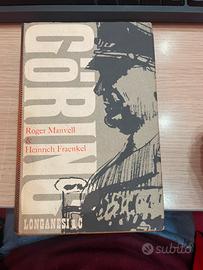 GÖRING
Roger Manvell
&
Heinrich Fraenkel
LONGANESI & C
subito